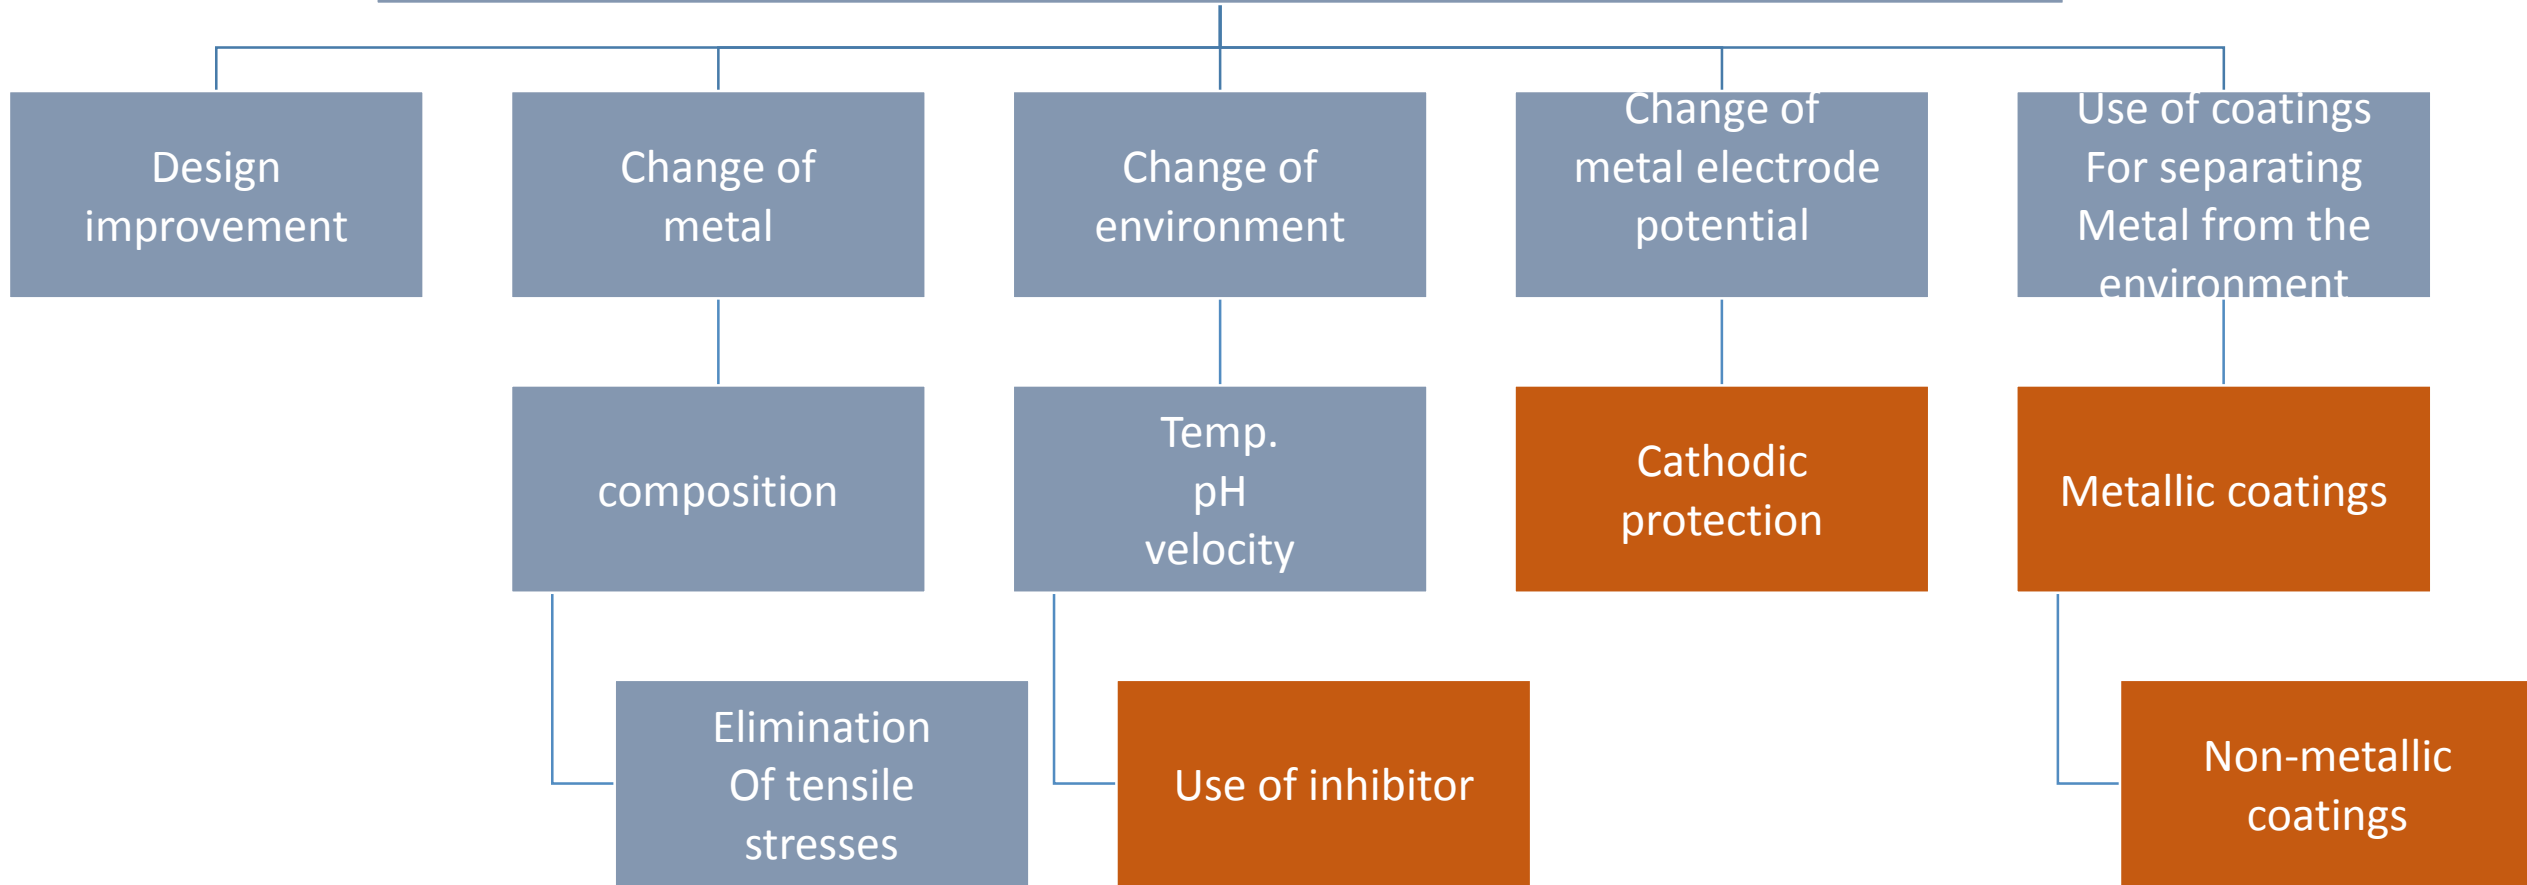 Design
improvement
Change of
metal
Change of
environment
Change of
metal electrode
potential
Use of coatings
For separating
Metal from the
environment
composition
Temp.
pH
velocity
Cathodic
protection
Metallic coatings
Elimination
Of tensile
stresses
Use of inhibitor
Non-metallic
coatings